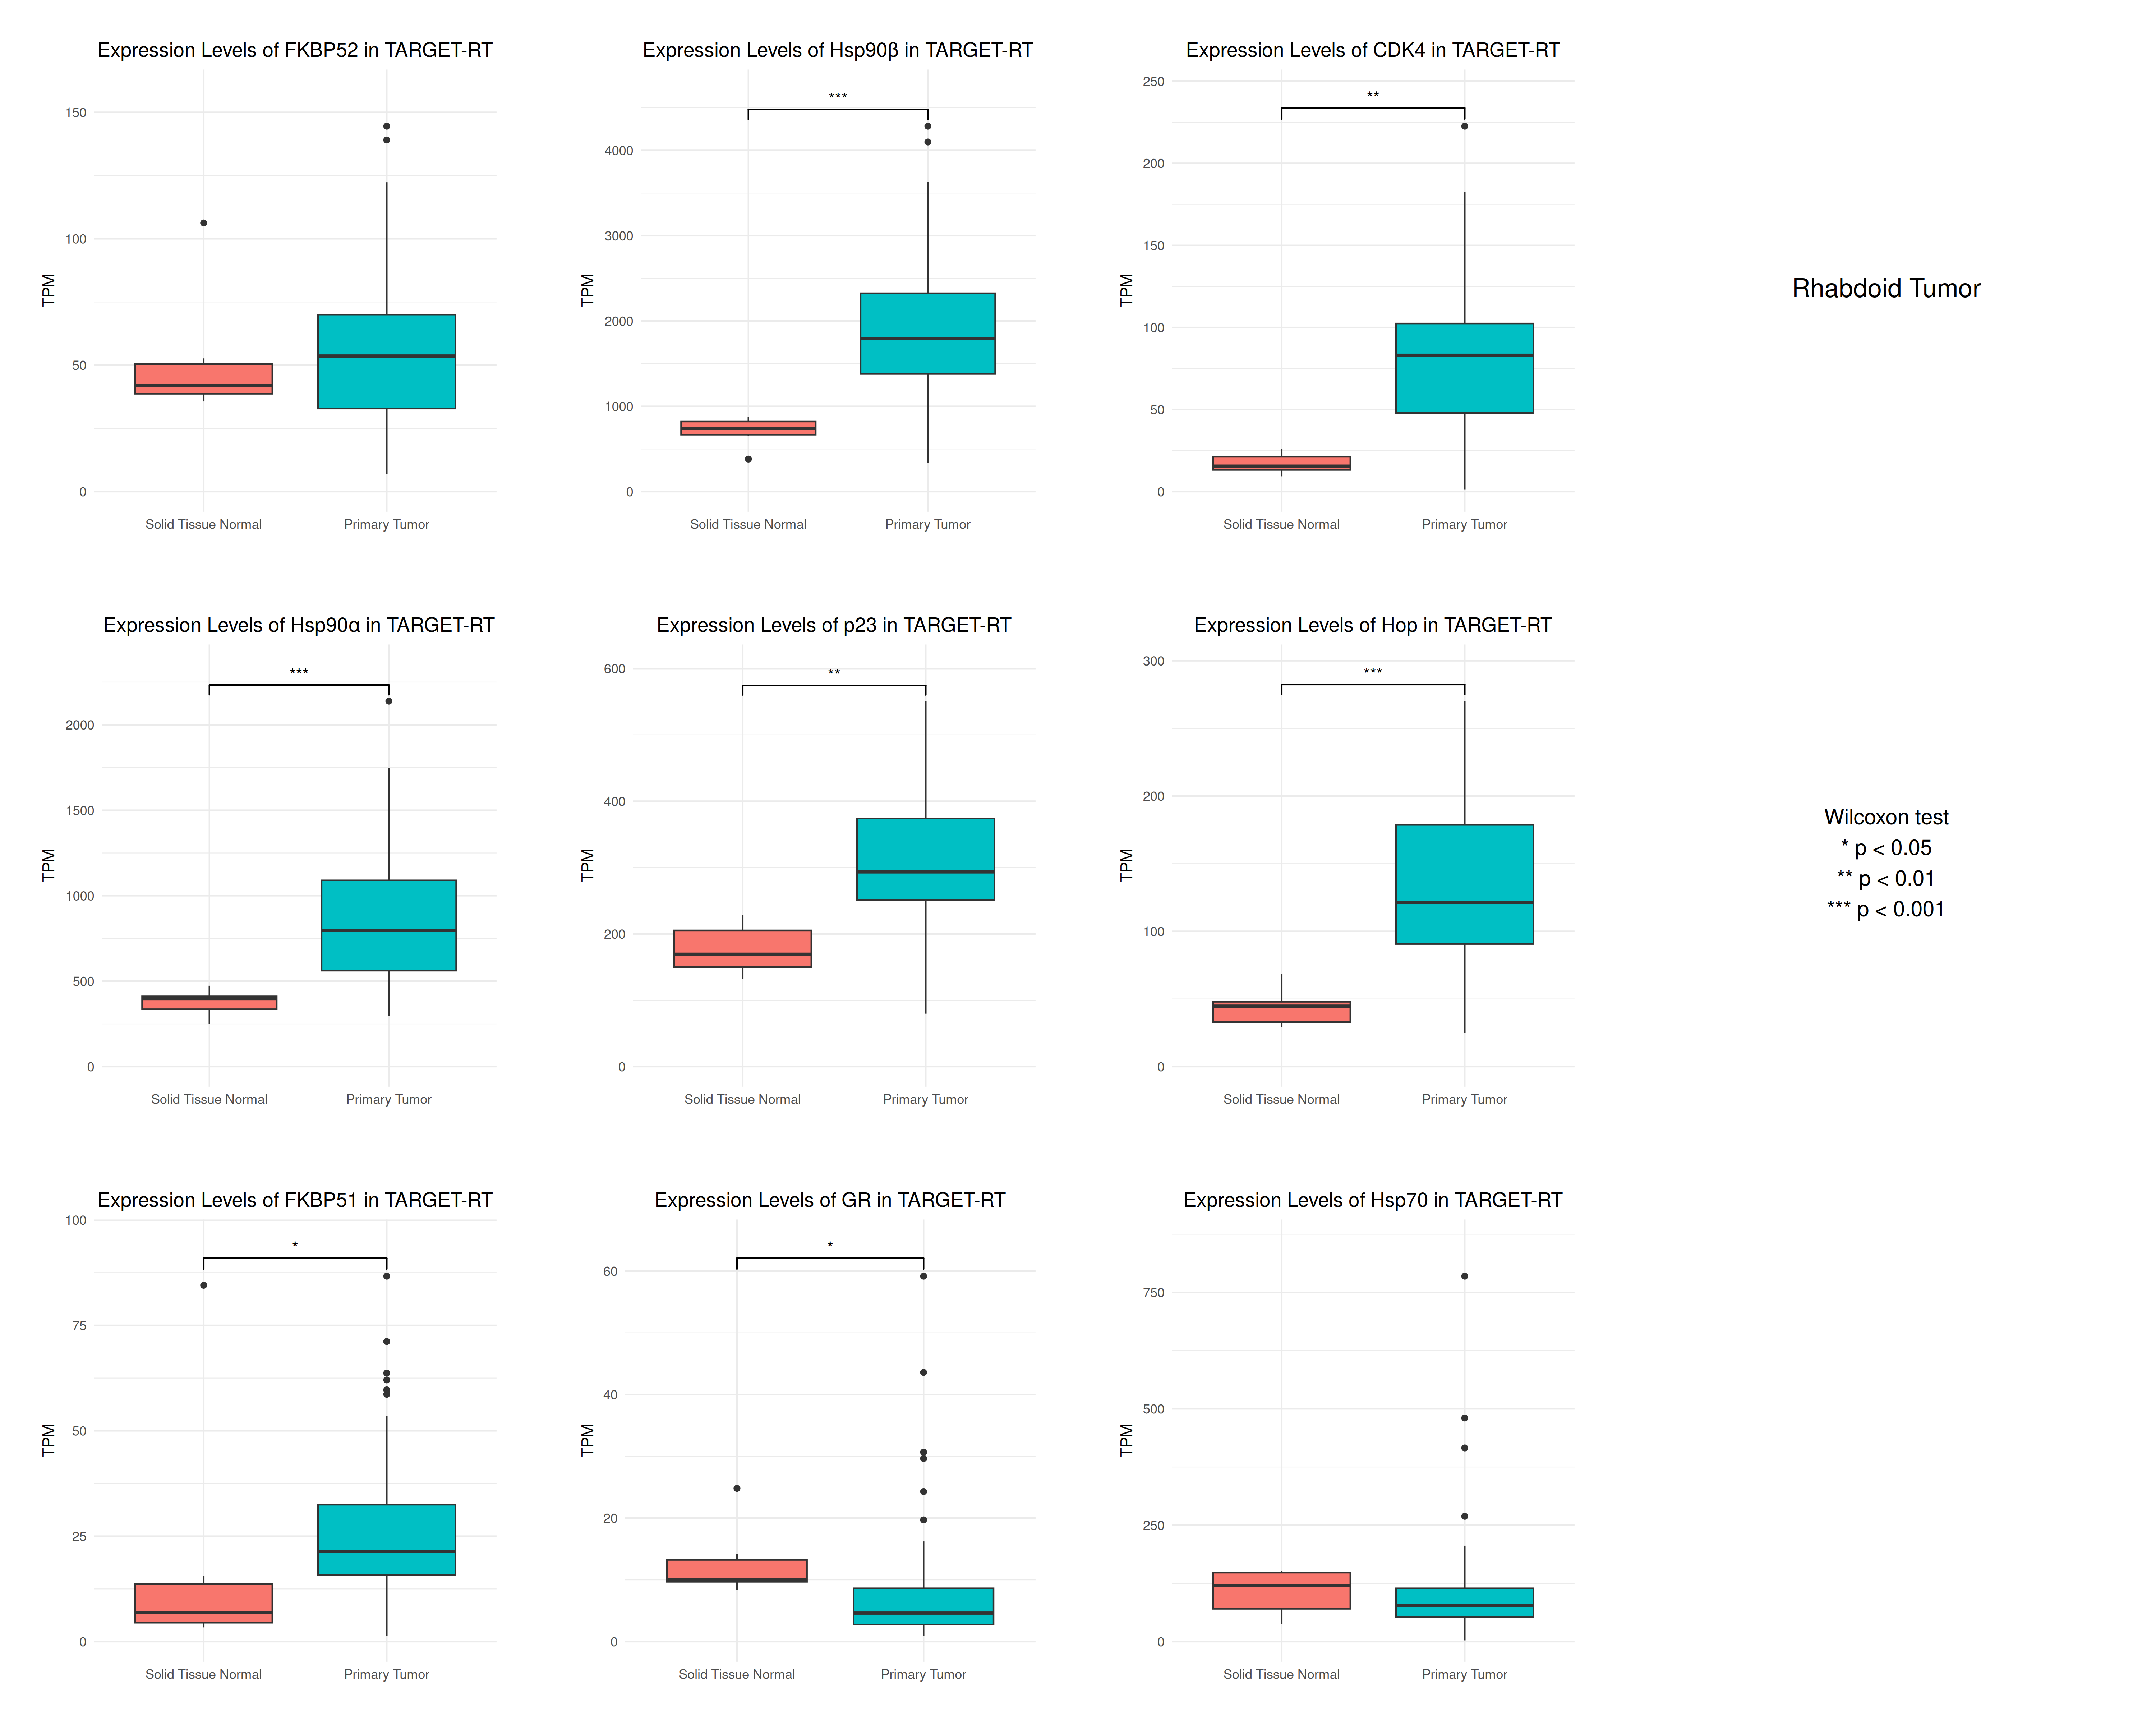 Expression Levels of FKBP52 in TARGET-RT
TPM
150
100
50
0
Solid Tissue Normal Primary Tumor
Expression Levels of Hsp90β in TARGET-RT
***
TPM
4000
3000
2000
1000
0
Solid Tissue Normal Primary Tumor
Expression Levels of CDK4 in TARGET-RT
**
TPM
250
200
150
100
50
0
Solid Tissue Normal Primary Tumor
Rhabdoid Tumor
Expression Levels of Hsp90α in TARGET-RT
***
TPM
2000
1500
1000
500
0
Solid Tissue Normal Primary Tumor
Expression Levels of p23 in TARGET-RT
**
TPM
600
400
200
0
Solid Tissue Normal Primary Tumor
Expression Levels of Hop in TARGET-RT
***
TPM
300
200
100
0
Solid Tissue Normal Primary Tumor
Wilcoxon test
* p < 0.05
** p < 0.01
*** p < 0.001
Expression Levels of FKBP51 in TARGET-RT
*
TPM
100
75
50
25
0
Solid Tissue Normal Primary Tumor
Expression Levels of GR in TARGET-RT
*
TPM
60
40
20
0
Solid Tissue Normal Primary Tumor
Expression Levels of Hsp70 in TARGET-RT
TPM
750
500
250
0
Solid Tissue Normal Primary Tumor